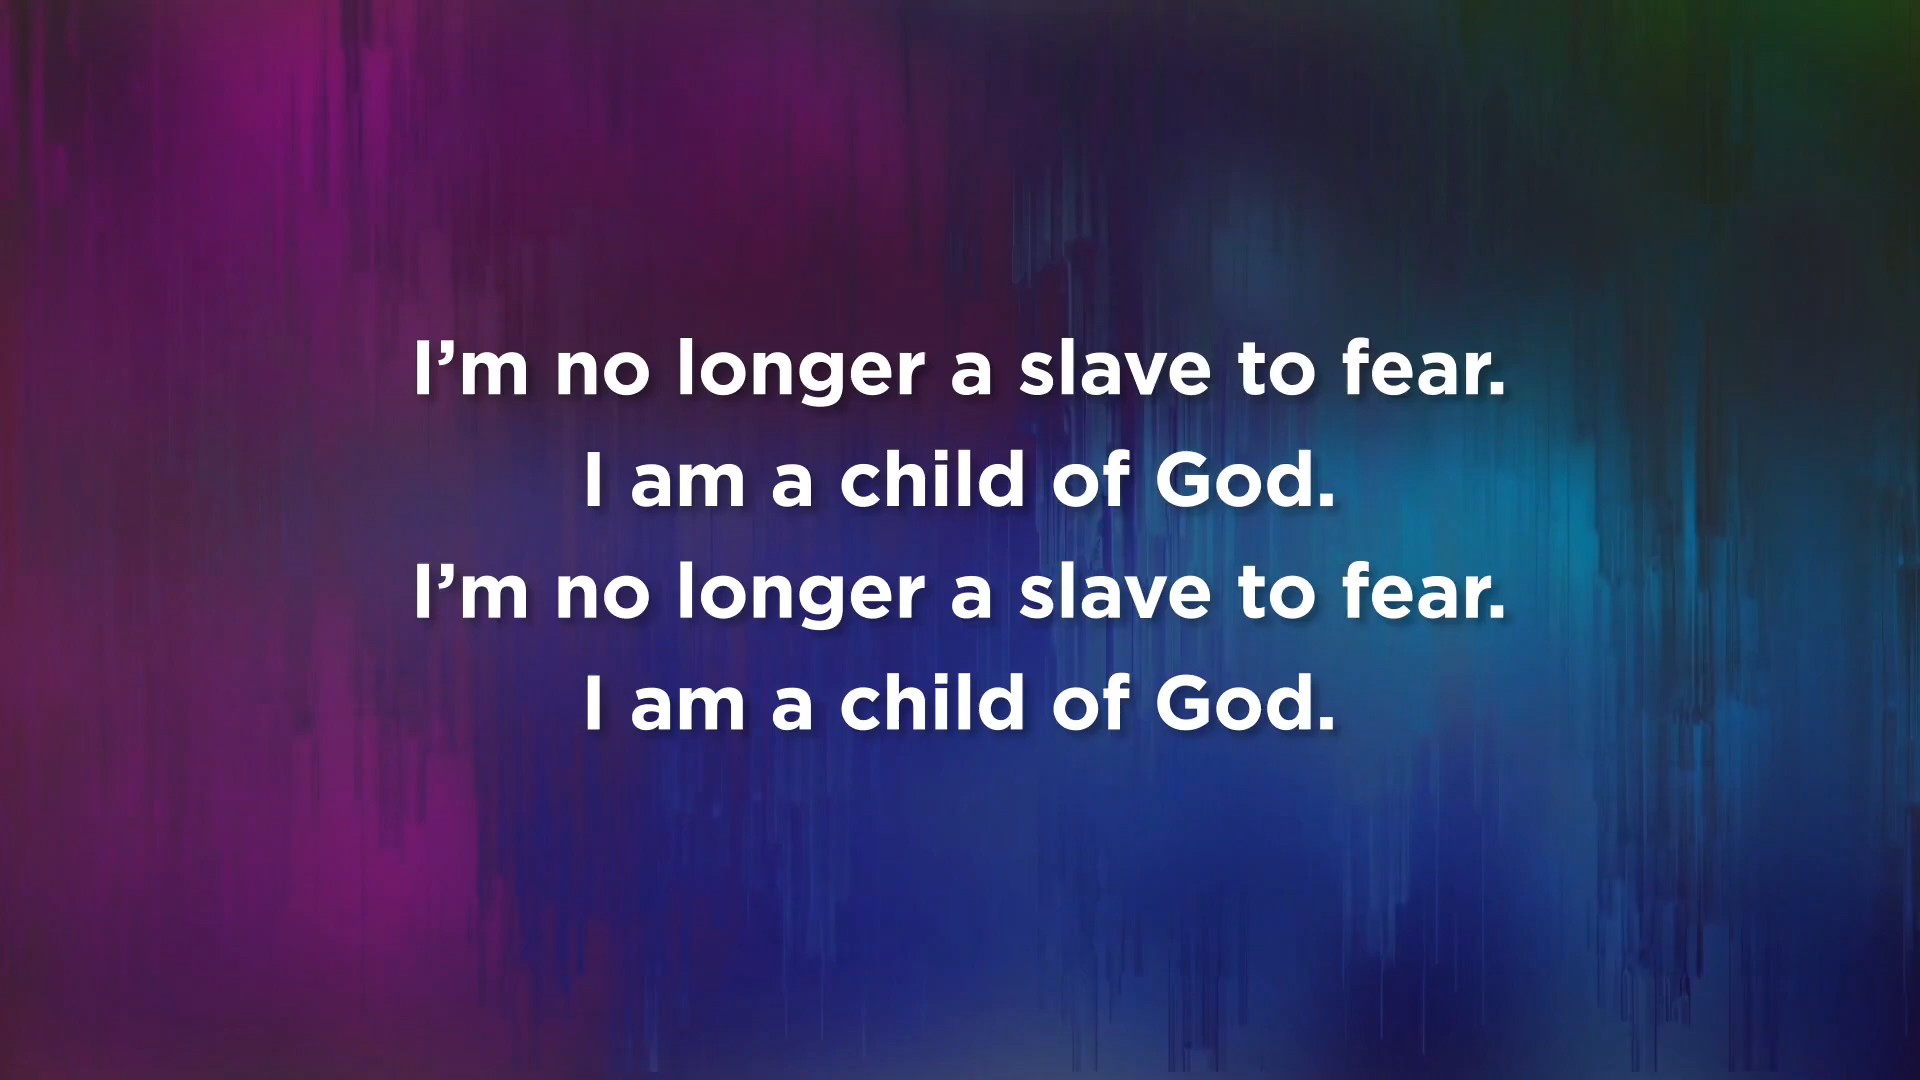 I’m no longer a slave to fear.
I am a child of God.
I’m no longer a slave to fear.
I am a child of God.